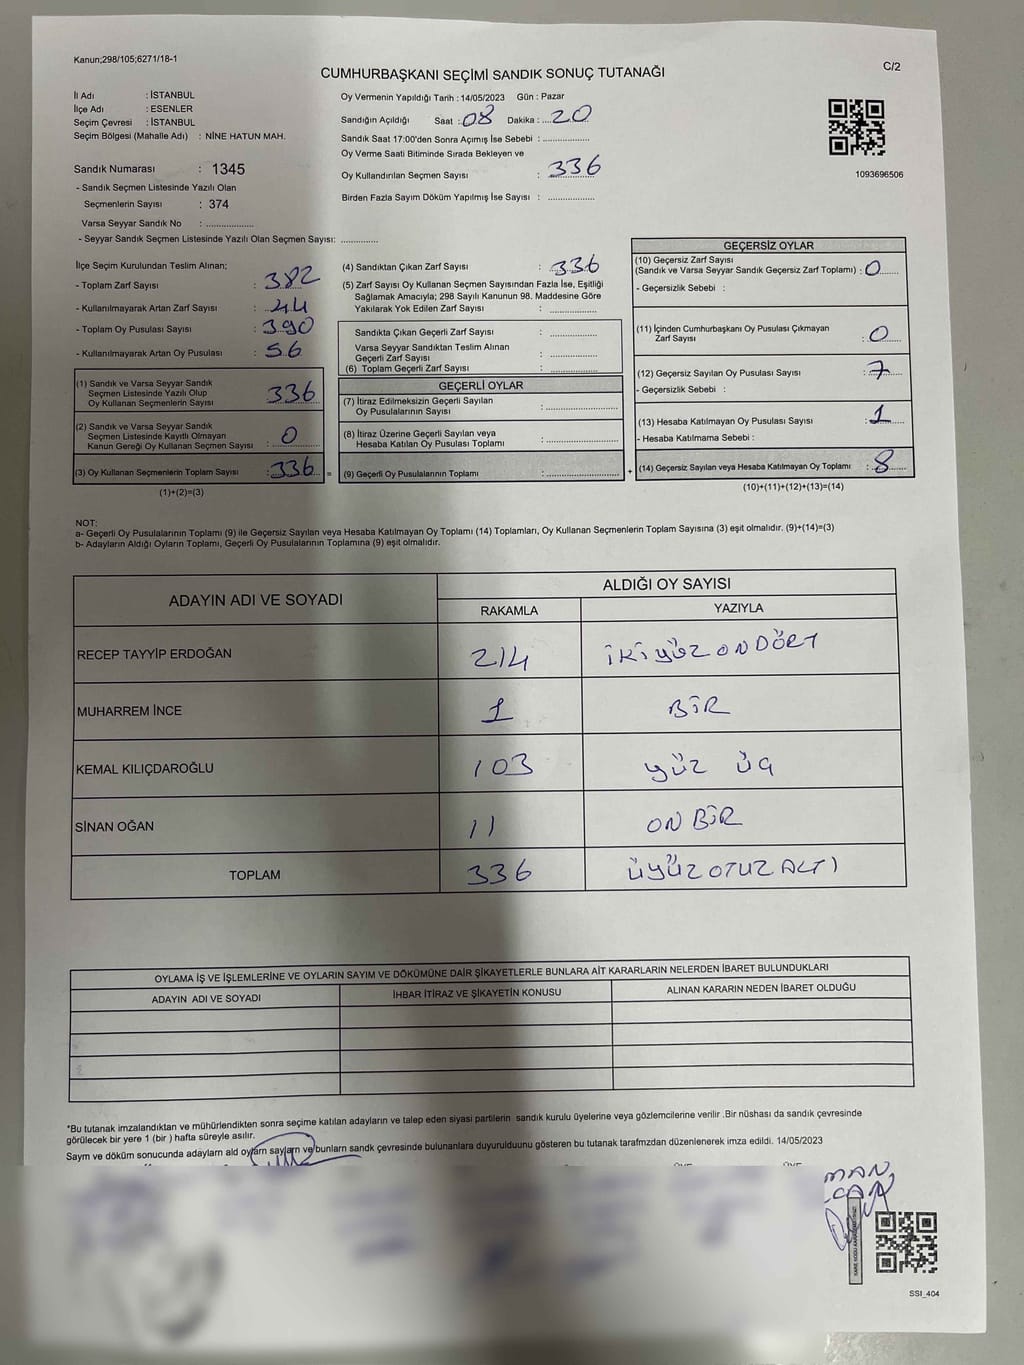 Kanun;298/105;6271/18-1
C/2
CUMHURBAŞKANI SEÇİMİ SANDIK SONUÇ TUTANAĞI
İl Adı : İSTANBUL
İlçe Adı : ESENLER
Seçim Çevresi : İSTANBUL
Seçim Bölgesi (Mahalle Adı) : NİNE HATUN MAH.
Sandık Numarası : 1345
- Sandık Seçmen Listesinde Yazılı Olan
Seçmenlerin Sayısı : 374
Varsa Seyyar Sandık No : ..................
- Seyyar Sandık Seçmen Listesinde Yazılı Olan Seçmen Sayısı: ..............
Oy Vermenin Yapıldığı Tarih : 14/05/2023 Gün : Pazar
Sandığın Açıldığı Saat : 08 Dakika : 20
Sandık Saat 17:00'den Sonra Açımış İse Sebebi : ..................
Oy Verme Saati Bitiminde Sırada Bekleyen ve
Oy Kullandırılan Seçmen Sayısı : 336
Birden Fazla Sayım Döküm Yapılmış İse Sayısı : ..................
1093696506
İlçe Seçim Kurulundan Teslim Alınan;
- Toplam Zarf Sayısı : 382
- Kullanılmayarak Artan Zarf Sayısı : 44
- Toplam Oy Pusulası Sayısı : 390
- Kullanılmayarak Artan Oy Pusulası : 56
(1) Sandık ve Varsa Seyyar Sandık
Seçmen Listesinde Yazılı Olup
Oy Kullanan Seçmenlerin Sayısı 336
(2) Sandık ve Varsa Seyyar Sandık
Seçmen Listesinde Kayıtlı Olmayan
Kanun Gereği Oy Kullanan Seçmen Sayısı : 0
(3) Oy Kullanan Seçmenlerin Toplam Sayısı : 336 =
(1)+(2)=(3)
(4) Sandıktan Çıkan Zarf Sayısı : 336
(5) Zarf Sayısı Oy Kullanan Seçmen Sayısından Fazla İse, Eşitliği
Sağlamak Amacıyla; 298 Sayılı Kanunun 98. Maddesine Göre
Yakılarak Yok Edilen Zarf Sayısı : ..................
Sandıkta Çıkan Geçerli Zarf Sayısı : ..................
Varsa Seyyar Sandıktan Teslim Alınan
Geçerli Zarf Sayısı : ..................
(6) Toplam Geçerli Zarf Sayısı : ..................
GEÇERLİ OYLAR
(7) İtiraz Edilmeksizin Geçerli Sayılan
Oy Pusulalarının Sayısı : ..................
(8) İtiraz Üzerine Geçerli Sayılan veya
Hesaba Katılan Oy Pusulası Toplamı : ..................
(9) Geçerli Oy Pusulalarının Toplamı : .................. +
GEÇERSİZ OYLAR
(10) Geçersiz Zarf Sayısı
(Sandık ve Varsa Seyyar Sandık Geçersiz Zarf Toplamı) : 0
- Geçersizlik Sebebi :
(11) İçinden Cumhurbaşkanı Oy Pusulası Çıkmayan
Zarf Sayısı : 0
(12) Geçersiz Sayılan Oy Pusulası Sayısı : 7
- Geçersizlik Sebebi :
(13) Hesaba Katılmayan Oy Pusulası Sayısı : 1
- Hesaba Katılmama Sebebi :
(14) Geçersiz Sayılan veya Hesaba Katılmayan Oy Toplamı : 8
(10)+(11)+(12)+(13)=(14)
NOT:
a- Geçerli Oy Pusulalarının Toplamı (9) ile Geçersiz Sayılan veya Hesaba Katılmayan Oy Toplamı (14) Toplamları, Oy Kullanan Seçmenlerin Toplam Sayısına (3) eşit olmalıdır. (9)+(14)=(3)
b- Adayların Aldığı Oyların Toplamı, Geçerli Oy Pusulalarının Toplamına (9) eşit olmalıdır.
ADAYIN ADI VE SOYADI ALDIĞI OY SAYISI
RAKAMLA YAZIYLA
RECEP TAYYİP ERDOĞAN 214 İKİ YÜZ ON DÖRT
MUHARREM İNCE 1 BİR
KEMAL KILIÇDAROĞLU 103 YÜZ ÜÇ
SİNAN OĞAN 11 ON BİR
TOPLAM 336 ÜÇYÜZ OTUZ ALTI
OYLAMA İŞ VE İŞLEMLERİNE VE OYLARIN SAYIM VE DÖKÜMÜNE DAİR ŞİKAYETLERLE BUNLARA AİT KARARLARIN NELERDEN İBARET BULUNDUKLARI
ADAYIN ADI VE SOYADI İHBAR İTİRAZ VE ŞİKAYETİN KONUSU ALINAN KARARIN NEDEN İBARET OLDUĞU
*Bu tutanak imzalandıktan ve mühürlendikten sonra seçime katılan adayların ve talep eden siyasi partilerin sandık kurulu üyelerine veya gözlemcilerine verilir .Bir nüshası da sandık çevresinde
görülecek bir yere 1 (bir ) hafta süreyle asılır.
Saym ve döküm sonucunda adaylarn ald oylarn saylarn ve bunlarn sandk çevresinde bulunanlara duyurulduunu gösteren bu tutanak tarafmzdan düzenlenerek imza edildi. 14/05/2023
SSI_404